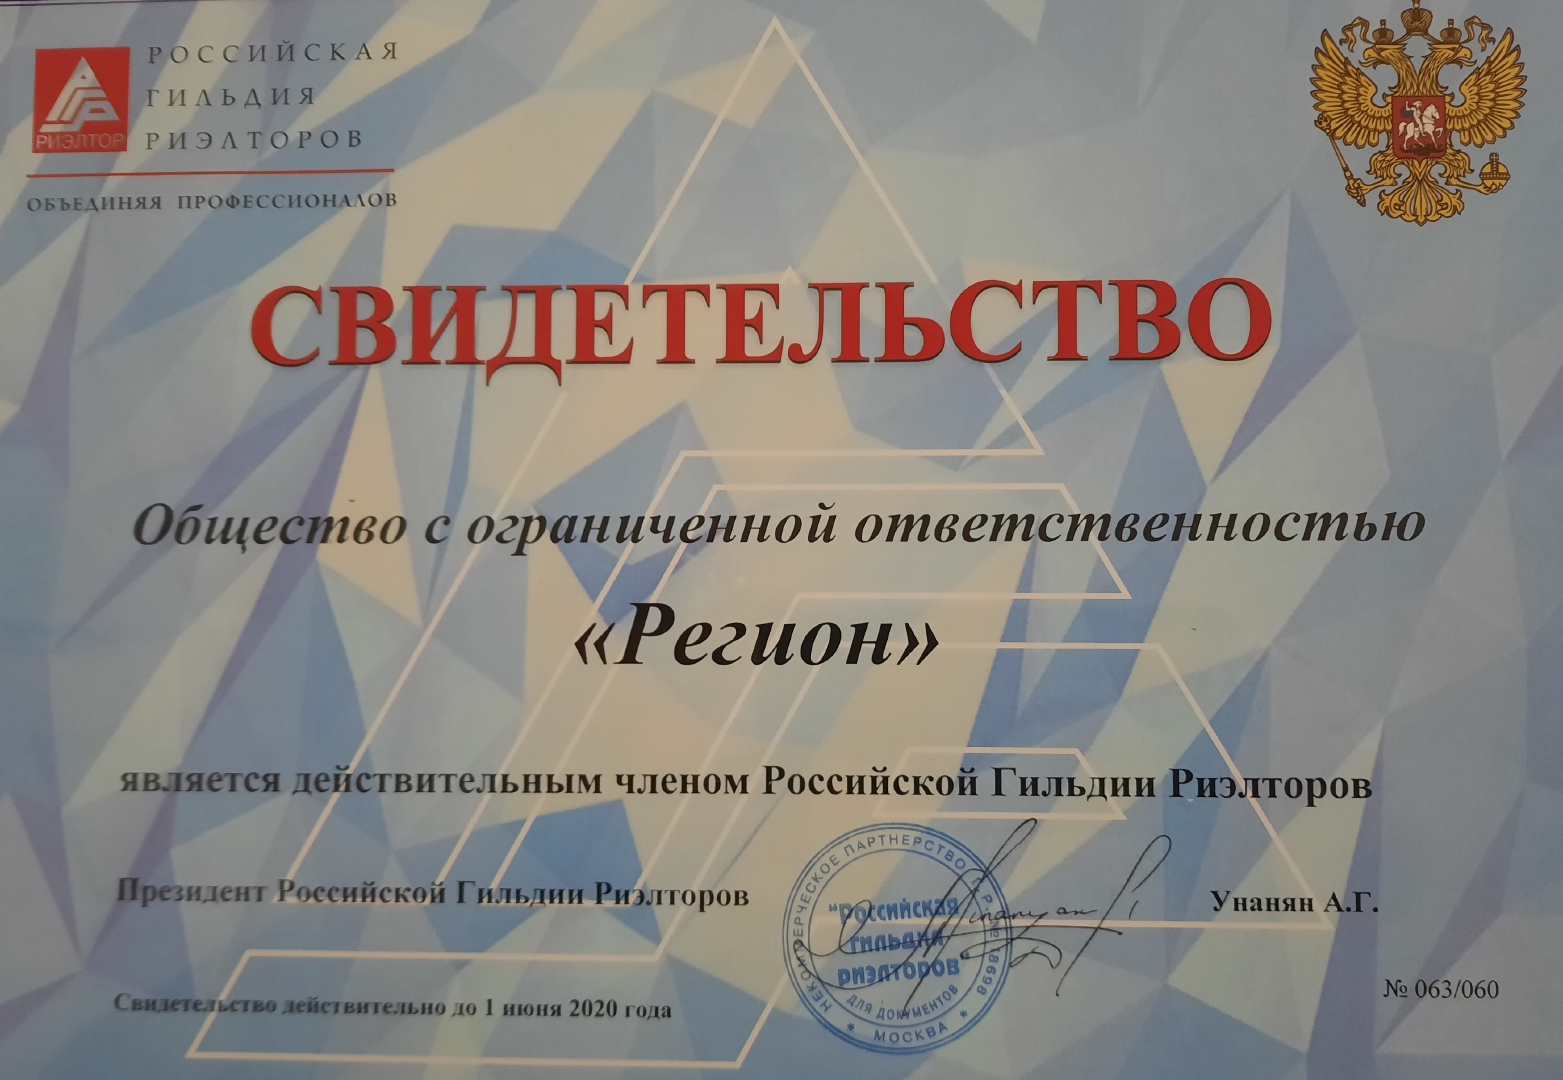 РОССИЙСКАЯ
ГИЛЬДИЯ
РИЭЛТОРОВ
РИЭЛТОР
ОБЪЕДИНЯЯ ПРОФЕССИОНАЛОВ
СВИДЕТЕЛЬСТВО
Общество с ограниченной ответственностью
«Регион»
является действительным членом Российской Гильдии Риэлторов
Президент Российской Гильдии Риэлторов
Унанян А.Г.
НЕКОММЕРЧЕСКОЕ ПАРТНЕРСТВО
"Российская
гильдия
риэлторов"
ДЛЯ ДОКУМЕНТОВ
* МОСКВА *
Свидетельство действительно до 1 июня 2020 года
№ 063/060